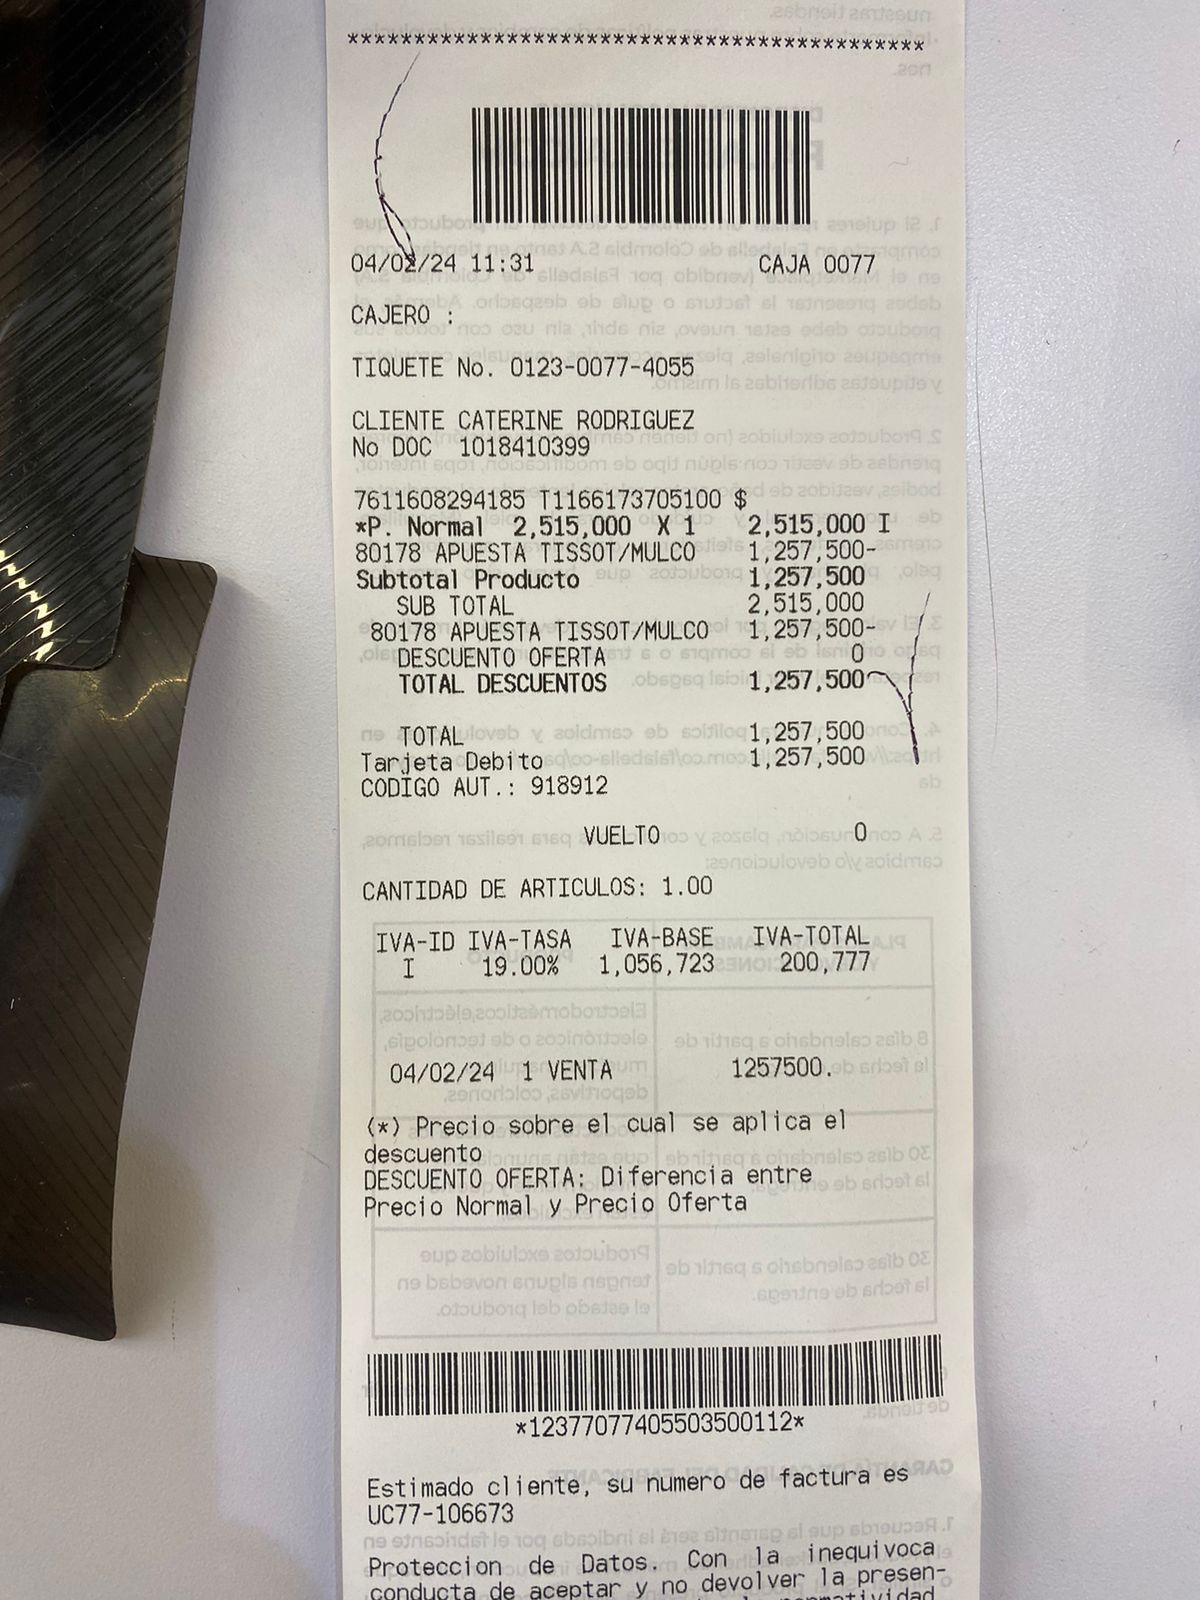 ******************************************
04/02/24 11:31 CAJA 0077
CAJERO :
TIQUETE No. 0123-0077-4055
CLIENTE CATERINE RODRIGUEZ
No DOC 1018410399
7611608294185 T1166173705100 $
*P. Normal 2,515,000 X 1 2,515,000 I
80178 APUESTA TISSOT/MULCO 1,257,500-
Subtotal Producto 1,257,500
SUB TOTAL 2,515,000
80178 APUESTA TISSOT/MULCO 1,257,500-
DESCUENTO OFERTA 0
TOTAL DESCUENTOS 1,257,500
TOTAL 1,257,500
Tarjeta Debito 1,257,500
CODIGO AUT.: 918912
VUELTO 0
CANTIDAD DE ARTICULOS: 1.00
IVA-ID IVA-TASA IVA-BASE IVA-TOTAL
I 19.00% 1,056,723 200,777
04/02/24 1 VENTA 1257500.
(*) Precio sobre el cual se aplica el
descuento
DESCUENTO OFERTA: Diferencia entre
Precio Normal y Precio Oferta
*12377077405503500112*
Estimado cliente, su numero de factura es
UC77-106673
Proteccion de Datos. Con la inequivoca
conducta de aceptar y no devolver la presen-
normatividad